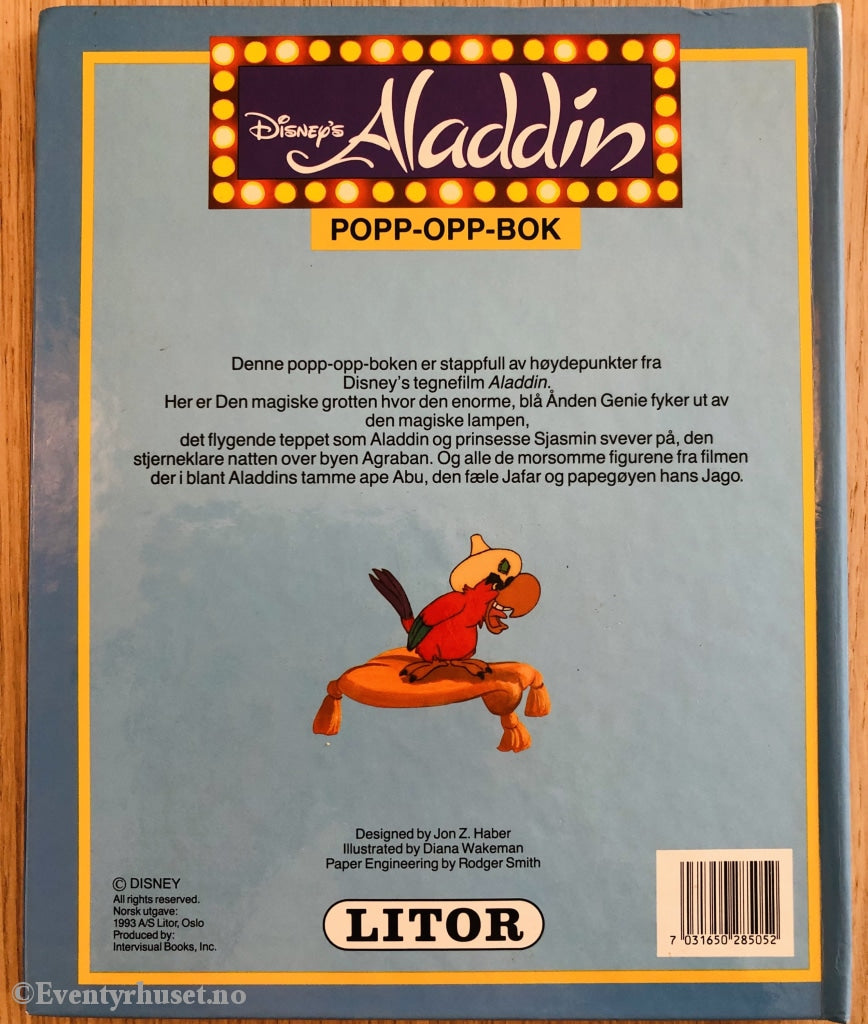 Disney's Aladdin
POPP-OPP-BOK
Denne popp-opp-boken er stappfull av høydepunkter fra
Disney's tegnefilm Aladdin.
Her er Den magiske grotten hvor den enorme, blå Ånden Genie fyker ut av
den magiske lampen,
det flygende teppet som Aladdin og prinsesse Sjasmin svever på, den
stjerneklare natten over byen Agraban. Og alle de morsomme figurene fra filmen
der i blant Aladdins tamme ape Abu, den fæle Jafar og papegøyen hans Jago.
Designed by Jon Z. Haber
Illustrated by Diana Wakeman
Paper Engineering by Rodger Smith
© DISNEY
All rights reserved.
Norsk utgave:
1993 A/S Litor, Oslo
Produced by:
Intervisual Books, Inc.
LITOR
7 031650 285052
©Eventyrhuset.no